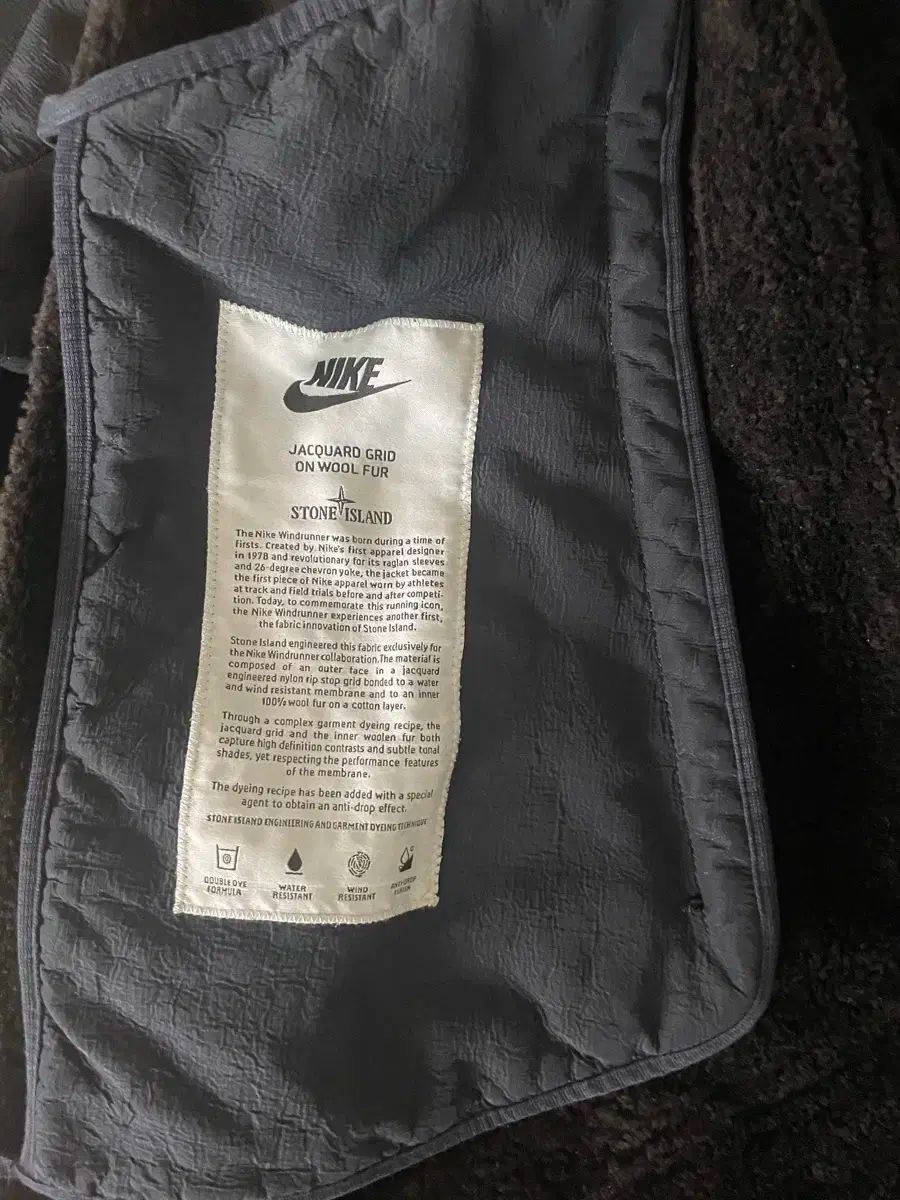 NIKE
JACQUARD GRID
ON WOOL FUR
STONE ISLAND
The Nike Windrunner was born during a time of
firsts. Created by Nike's first apparel designer
in 1978 and revolutionary for its raglan sleeves
and 26-degree chevron yoke, the jacket became
the first piece of Nike apparel worn by athletes
at track and field trials before and after competi-
tion. Today, to commemorate this running icon,
the Nike Windrunner experiences another first,
the fabric innovation of Stone Island.
Stone Island engineered this fabric exclusively for
the Nike Windrunner collaboration.The material is
composed of an outer face in a jacquard
engineered nylon rip stop grid bonded to a water
and wind resistant membrane and to an inner
100% wool fur on a cotton layer.
Through a complex garment dyeing recipe, the
jacquard grid and the inner woolen fur both
capture high definition contrasts and subtle tonal
shades, yet respecting the performance features
of the membrane.
The dyeing recipe has been added with a special
agent to obtain an anti-drop effect.
STONE ISLAND ENGINEERING AND GARMENT DYEING TECHNIQUE
DOUBLE DYE
FORMULA
WATER
RESISTANT
WIND
RESISTANT
ANTI-DROP